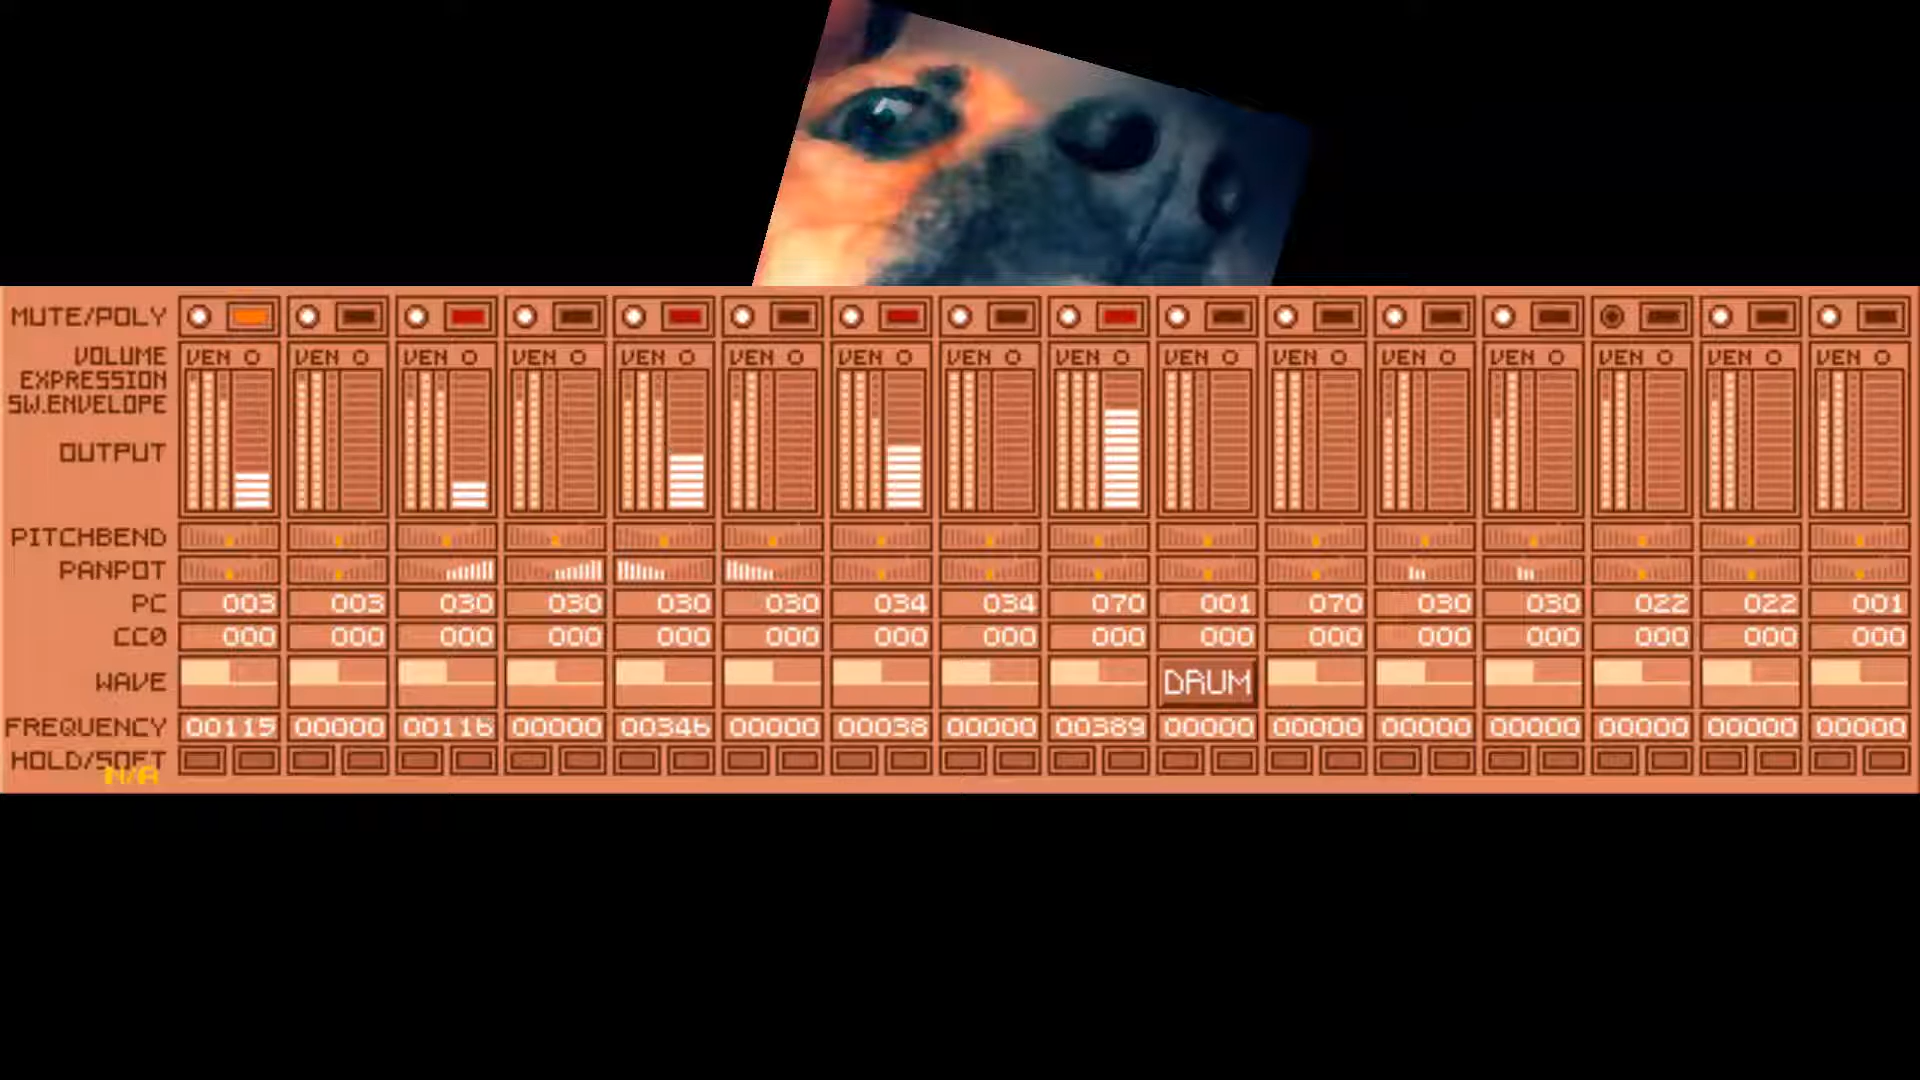 MUTE/POLY
VOLUME VEN VEN VEN VEN VEN VEN VEN VEN VEN VEN VEN VEN VEN VEN VEN VEN
EXPRESSION
SW.ENVELOPE
OUTPUT
PITCHBEND
PANPOT
PC 003 003 030 030 030 030 034 034 070 001 070 030 030 022 022 001
CC0 000 000 000 000 000 000 000 000 000 000 000 000 000 000 000 000
WAVE DRUM
FREQUENCY 00115 00000 00116 00000 00346 00000 00038 00000 00389 00000 00000 00000 00000 00000 00000 00000
HOLD/SOFT
N/A